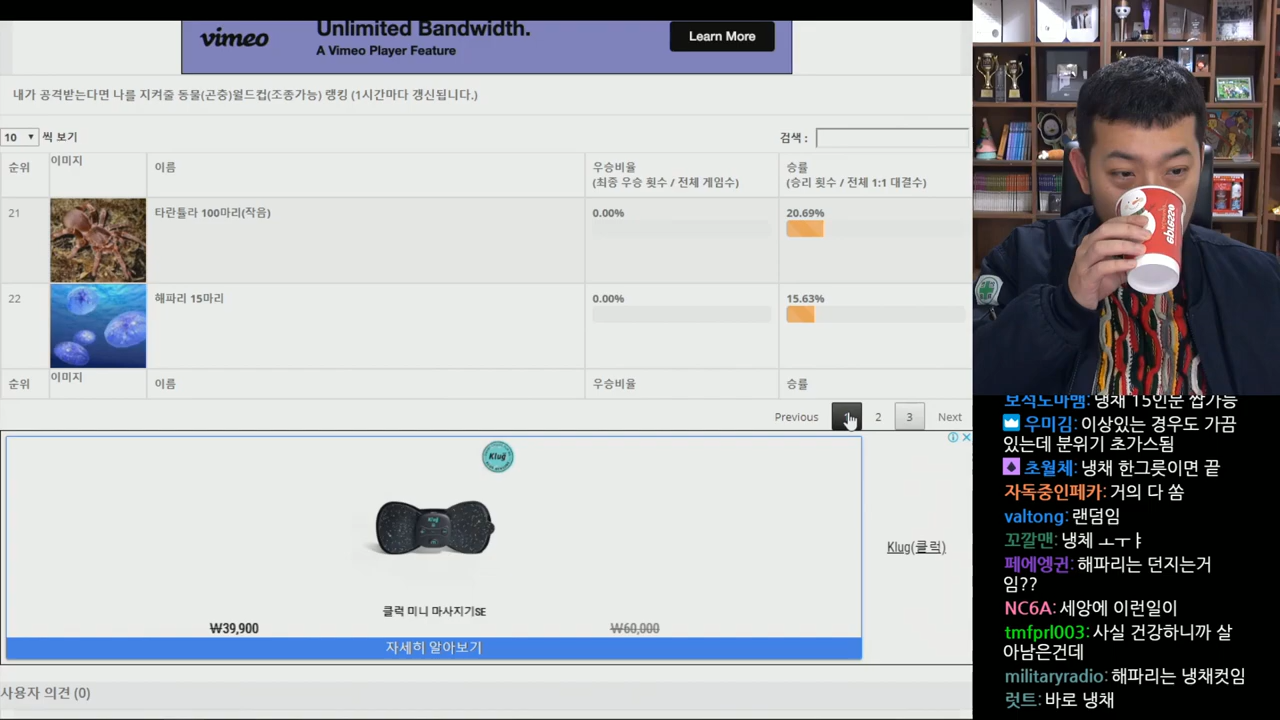 vimeo
Unlimited Bandwidth.
A Vimeo Player Feature
Learn More
내가 공격받는다면 나를 지켜줄 동물(곤충)월드컵(조종가능) 랭킹 (1시간마다 갱신됩니다.)
10 씩 보기
검색 :
순위 이미지 이름 우승비율 승률
(최종 우승 횟수 / 전체 게임수) (승리 횟수 / 전체 1:1 대결수)
21 타란튤라 100마리(작음) 0.00% 20.69%
22 해파리 15마리 0.00% 15.63%
순위 이미지 이름 우승비율 승률
Previous 1 2 3 Next
Klug
Klug(클럭)
클럭 미니 마사지기SE
₩39,900 ₩60,000
자세히 알아보기
사용자 의견 (0)
보석도마뱀: 냉채 15인분 쌉가능
우미김: 이상있는 경우도 가끔
있는데 분위기 초가스됨
초월체: 냉채 한그릇이면 끝
자독중인페카: 거의 다 쏨
valtong: 랜덤임
꼬깔맨: 냉체 ㅗㅜㅑ
페에엥귄: 해파리는 던지는거
임??
NC6A: 세앙에 이런일이
tmfprl003: 사실 건강하니까 살
아남은건데
militaryradio: 해파리는 냉채컷임
럿트: 바로 냉채